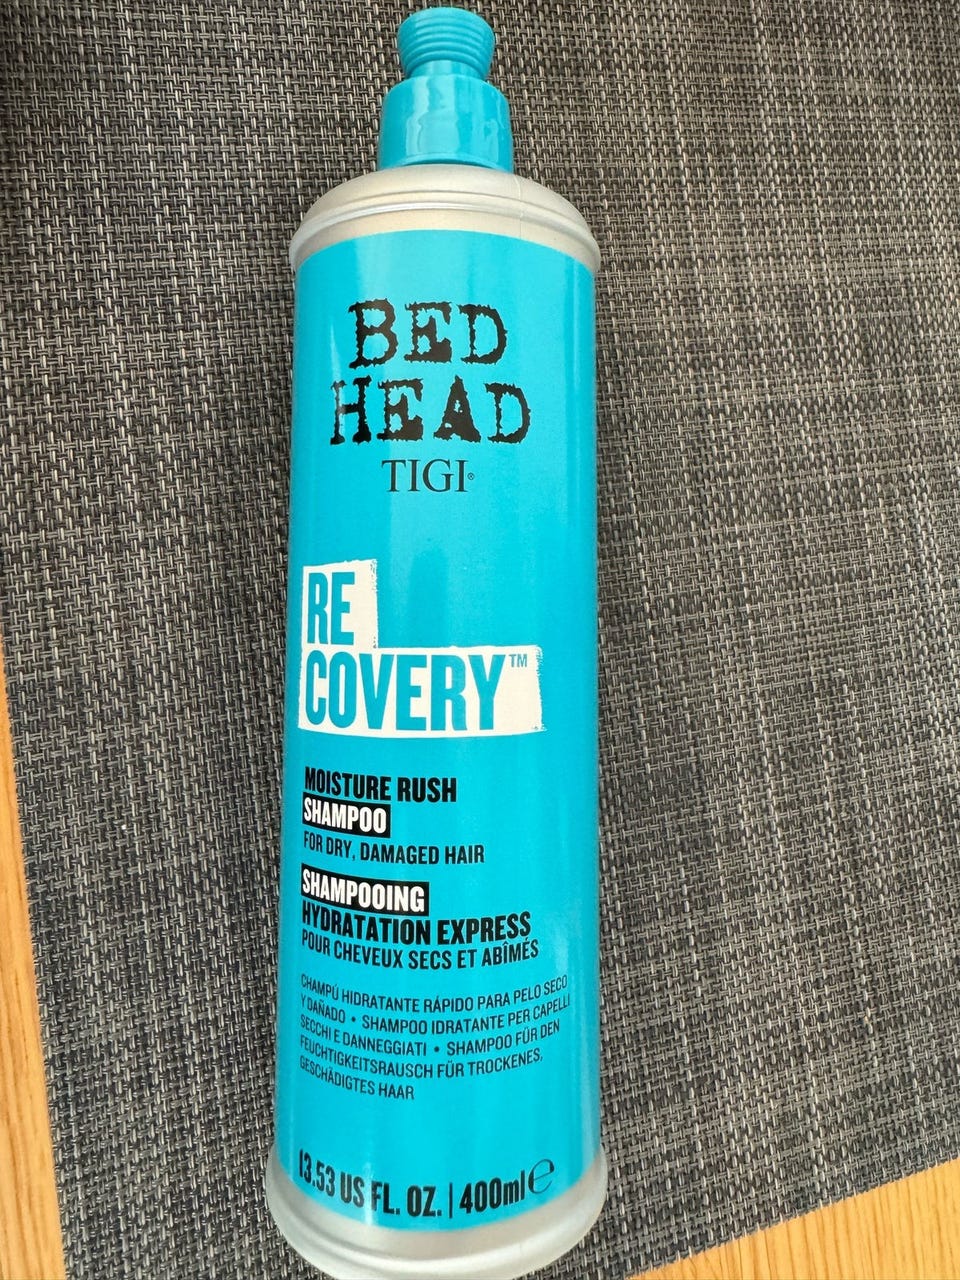 BED
HEAD
TIGI®
RE
COVERY™
MOISTURE RUSH
SHAMPOO
FOR DRY, DAMAGED HAIR
SHAMPOOING
HYDRATATION EXPRESS
POUR CHEVEUX SECS ET ABÎMÉS
CHAMPÚ HIDRATANTE RÁPIDO PARA PELO SECO
Y DAÑADO • SHAMPOO IDRATANTE PER CAPELLI
SECCHI E DANNEGGIATI • SHAMPOO FÜR DEN
FEUCHTIGKEITSRAUSCH FÜR TROCKENES,
GESCHÄDIGTES HAAR
13.53 US FL. OZ. | 400ml ℮